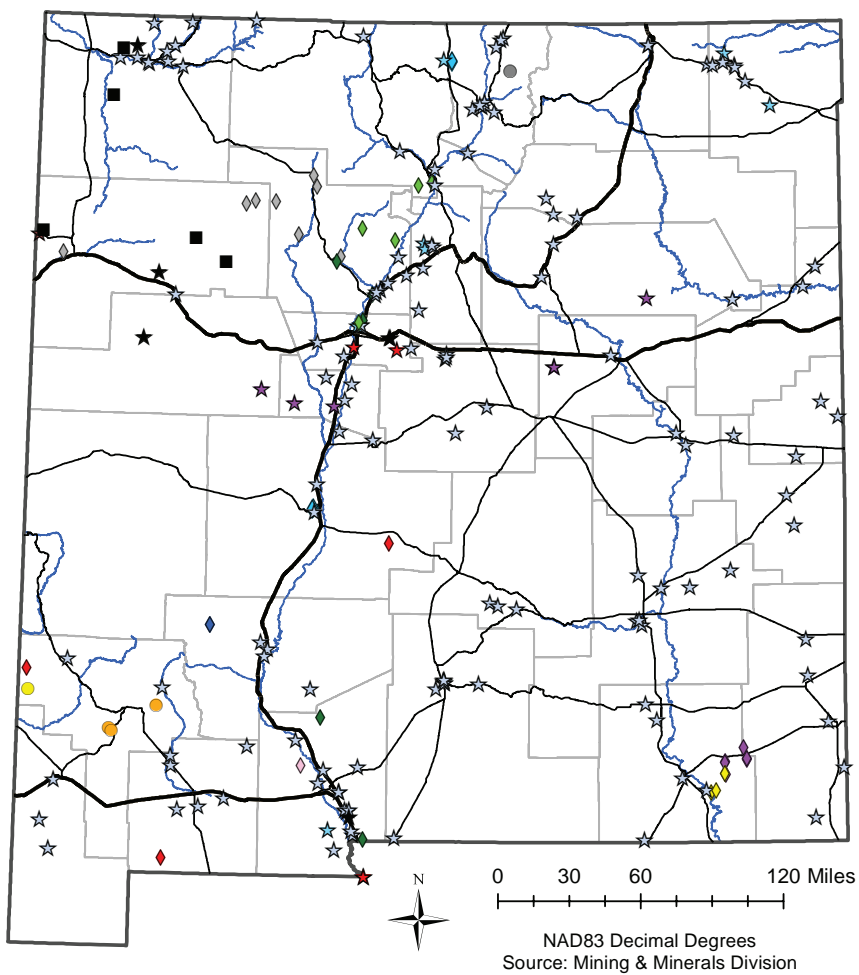 N
0 30 60 120 Miles
NAD83 Decimal Degrees
Source: Mining & Minerals Division